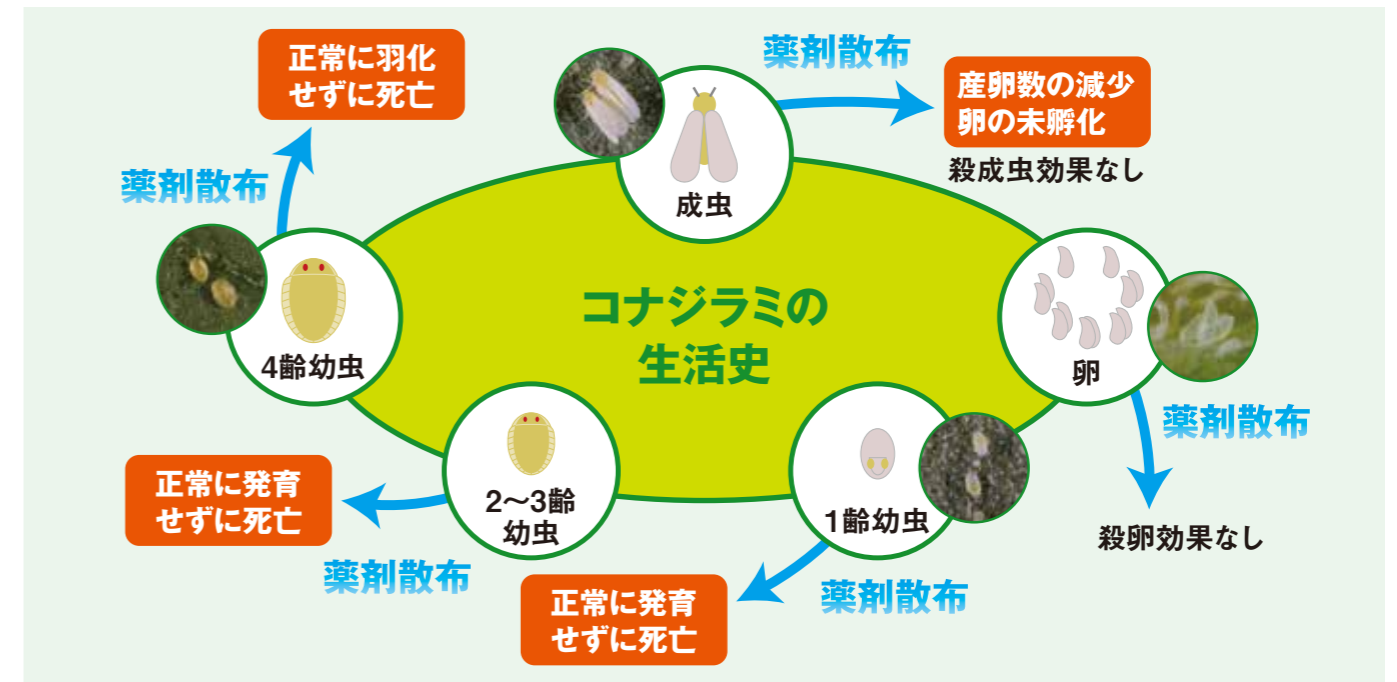 正常に羽化
せずに死亡
薬剤散布
薬剤散布
産卵数の減少
卵の未孵化
殺成虫効果なし
成虫
4齢幼虫
コナジラミの
生活史
卵
薬剤散布
殺卵効果なし
正常に発育
せずに死亡
2〜3齢
幼虫
薬剤散布
1齢幼虫
薬剤散布
正常に発育
せずに死亡